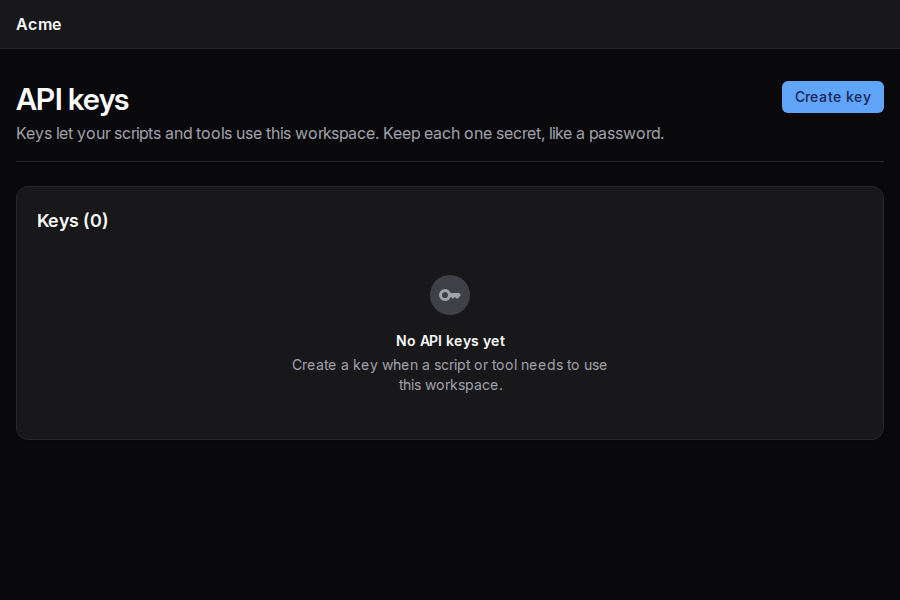 Acme
API keys
Create key
Keys let your scripts and tools use this workspace. Keep each one secret, like a password.
Keys (0)
No API keys yet
Create a key when a script or tool needs to use
this workspace.